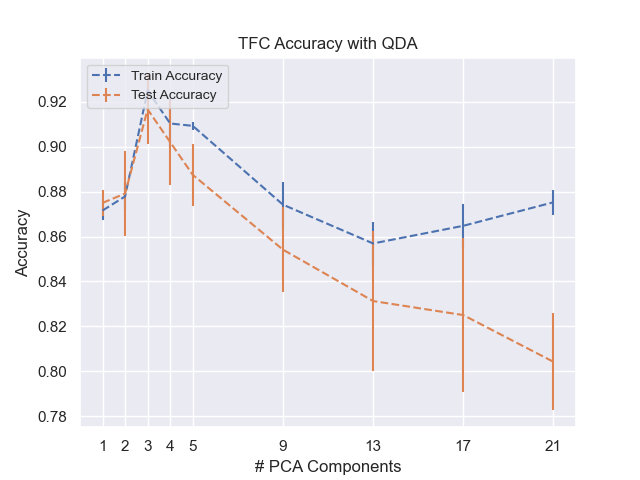 TFC Accuracy with QDA
Train Accuracy
Test Accuracy
0.92
0.90
0.88
0.86
0.84
0.82
0.80
0.78
Accuracy
1 2 3 4 5 9 13 17 21
# PCA Components